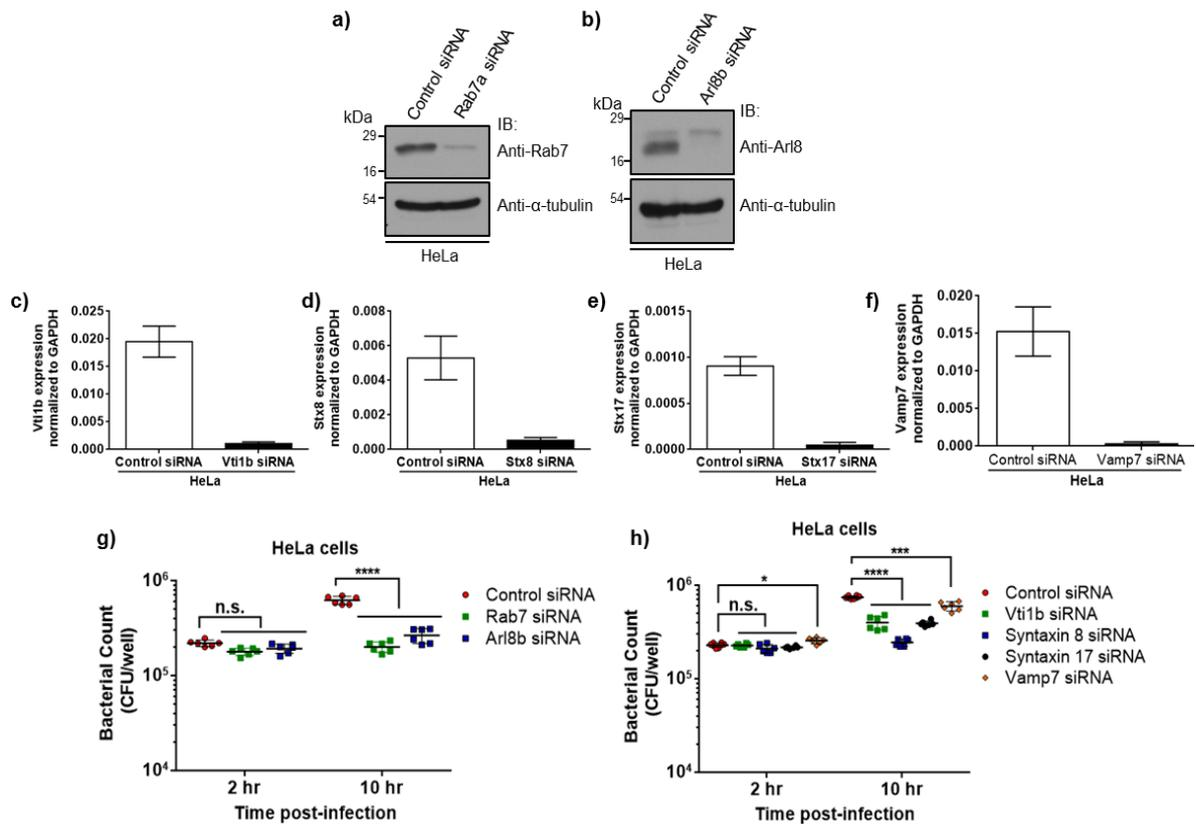 a)
Control siRNA
Rab7a siRNA
kDa
IB:
29
Anti-Rab7
16
54
Anti-α-tubulin
HeLa
b)
Control siRNA
Arl8b siRNA
kDa
IB:
29
Anti-Arl8
16
54
Anti-α-tubulin
HeLa
c)
Vti1b expression
normalized to GAPDH
0.025
0.020
0.015
0.010
0.005
0.000
Control siRNA Vti1b siRNA
HeLa
d)
Stx8 expression
normalized to GAPDH
0.008
0.006
0.004
0.002
0.000
Control siRNA Stx8 siRNA
HeLa
e)
Stx17 expression
normalized to GAPDH
0.0015
0.0010
0.0005
0.0000
Control siRNA Stx17 siRNA
HeLa
f)
Vamp7 expression
normalized to GAPDH
0.020
0.015
0.010
0.005
0.000
Control siRNA Vamp7 siRNA
HeLa
g)
HeLa cells
Bacterial Count
(CFU/well)
10⁶
10⁵
10⁴
n.s.
****
2 hr 10 hr
Time post-infection
Control siRNA
Rab7 siRNA
Arl8b siRNA
h)
HeLa cells
Bacterial Count
(CFU/well)
10⁶
10⁵
10⁴
*
n.s.
***
****
2 hr 10 hr
Time post-infection
Control siRNA
Vti1b siRNA
Syntaxin 8 siRNA
Syntaxin 17 siRNA
Vamp7 siRNA